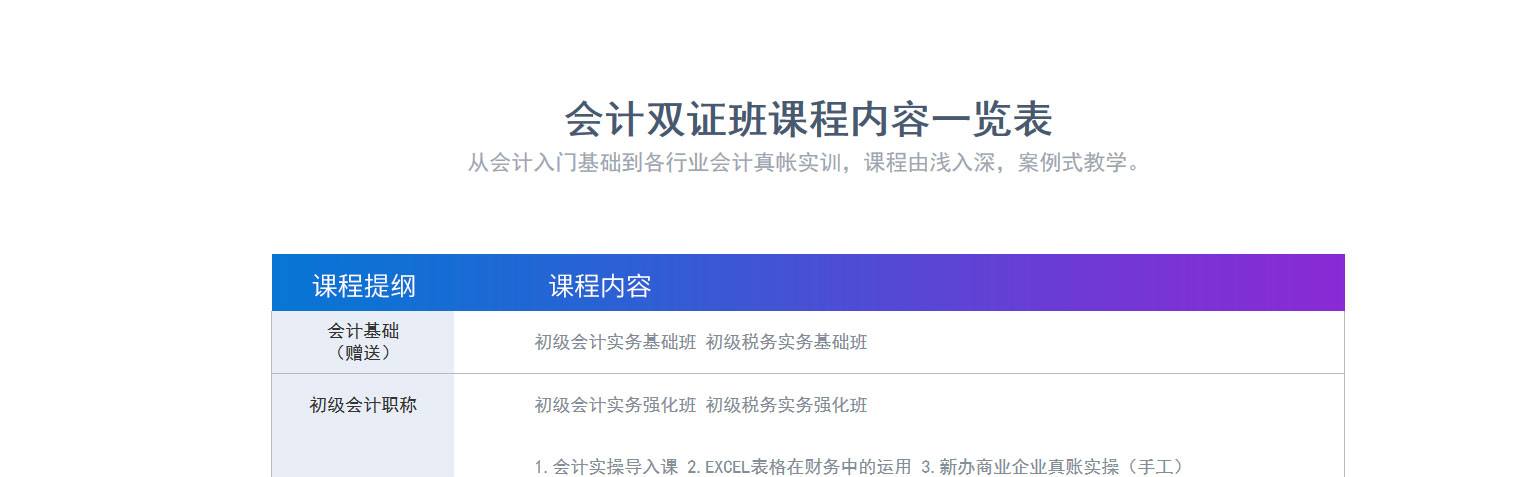 会计双证班课程内容一览表
从会计入门基础到各行业会计真帐实训，课程由浅入深，案例式教学。
课程提纲 课程内容
会计基础
（赠送）
初级会计实务基础班 初级税务实务基础班
初级会计职称 初级会计实务强化班 初级税务实务强化班
1.会计实操导入课 2.EXCEL表格在财务中的运用 3.新办商业企业真账实操（手工）